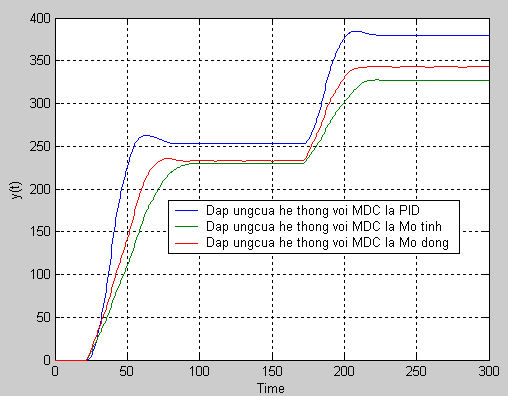 400
350
300
250
200
150
100
50
0
y(t)
Dap ungcua he thong voi MDC la PID
Dap ungcua he thong voi MDC la Mo tinh
Dap ungcua he thong voi MDC la Mo dong
0 50 100 150 200 250 300
Time